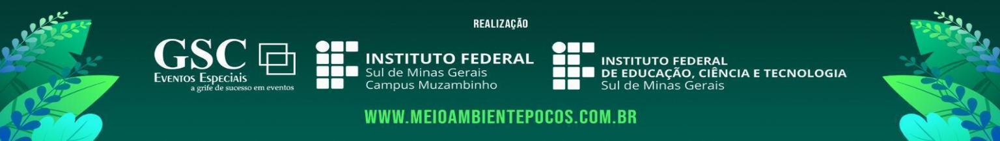 REALIZAÇÃO
GSC
EVENTOS ESPECIAIS
a grife de sucesso em eventos
INSTITUTO FEDERAL
Sul de Minas Gerais
Campus Muzambinho
INSTITUTO FEDERAL
DE EDUCAÇÃO, CIÊNCIA E TECNOLOGIA
Sul de Minas Gerais
WWW.MEIOAMBIENTEPOCOS.COM.BR